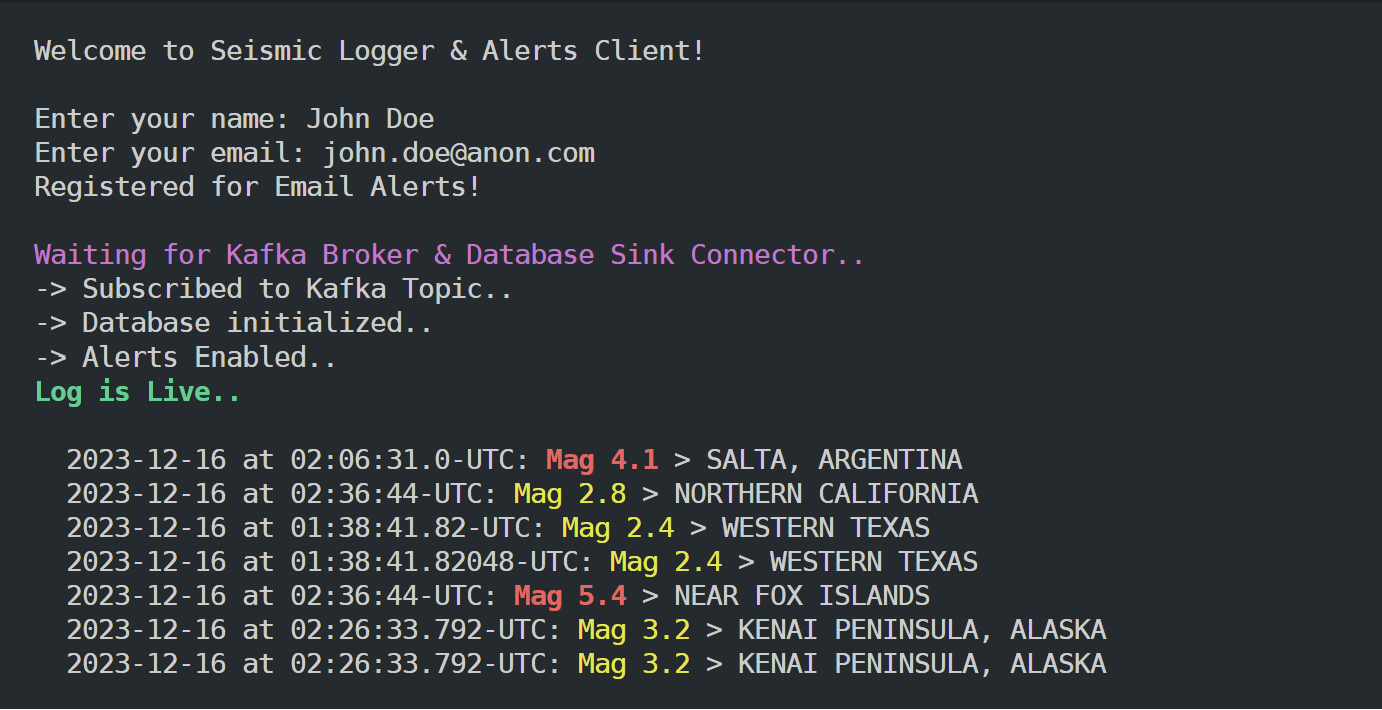 Welcome to Seismic Logger & Alerts Client!
Enter your name: John Doe
Enter your email: john.doe@anon.com
Registered for Email Alerts!
Waiting for Kafka Broker & Database Sink Connector..
-> Subscribed to Kafka Topic..
-> Database initialized..
-> Alerts Enabled..
Log is Live..
2023-12-16 at 02:06:31.0-UTC: Mag 4.1 > SALTA, ARGENTINA
2023-12-16 at 02:36:44-UTC: Mag 2.8 > NORTHERN CALIFORNIA
2023-12-16 at 01:38:41.82-UTC: Mag 2.4 > WESTERN TEXAS
2023-12-16 at 01:38:41.82048-UTC: Mag 2.4 > WESTERN TEXAS
2023-12-16 at 02:36:44-UTC: Mag 5.4 > NEAR FOX ISLANDS
2023-12-16 at 02:26:33.792-UTC: Mag 3.2 > KENAI PENINSULA, ALASKA
2023-12-16 at 02:26:33.792-UTC: Mag 3.2 > KENAI PENINSULA, ALASKA